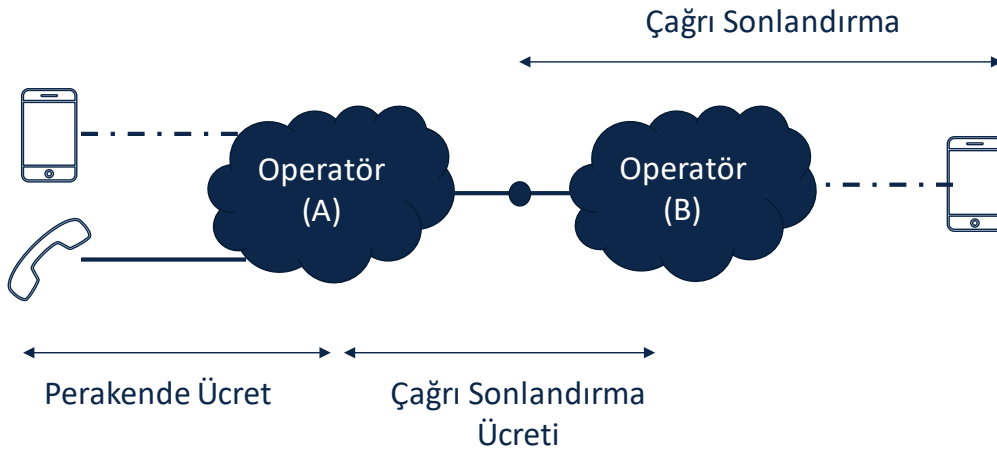 Çağrı Sonlandırma
Operatör
(A)
Operatör
(B)
Perakende Ücret
Çağrı Sonlandırma
Ücreti